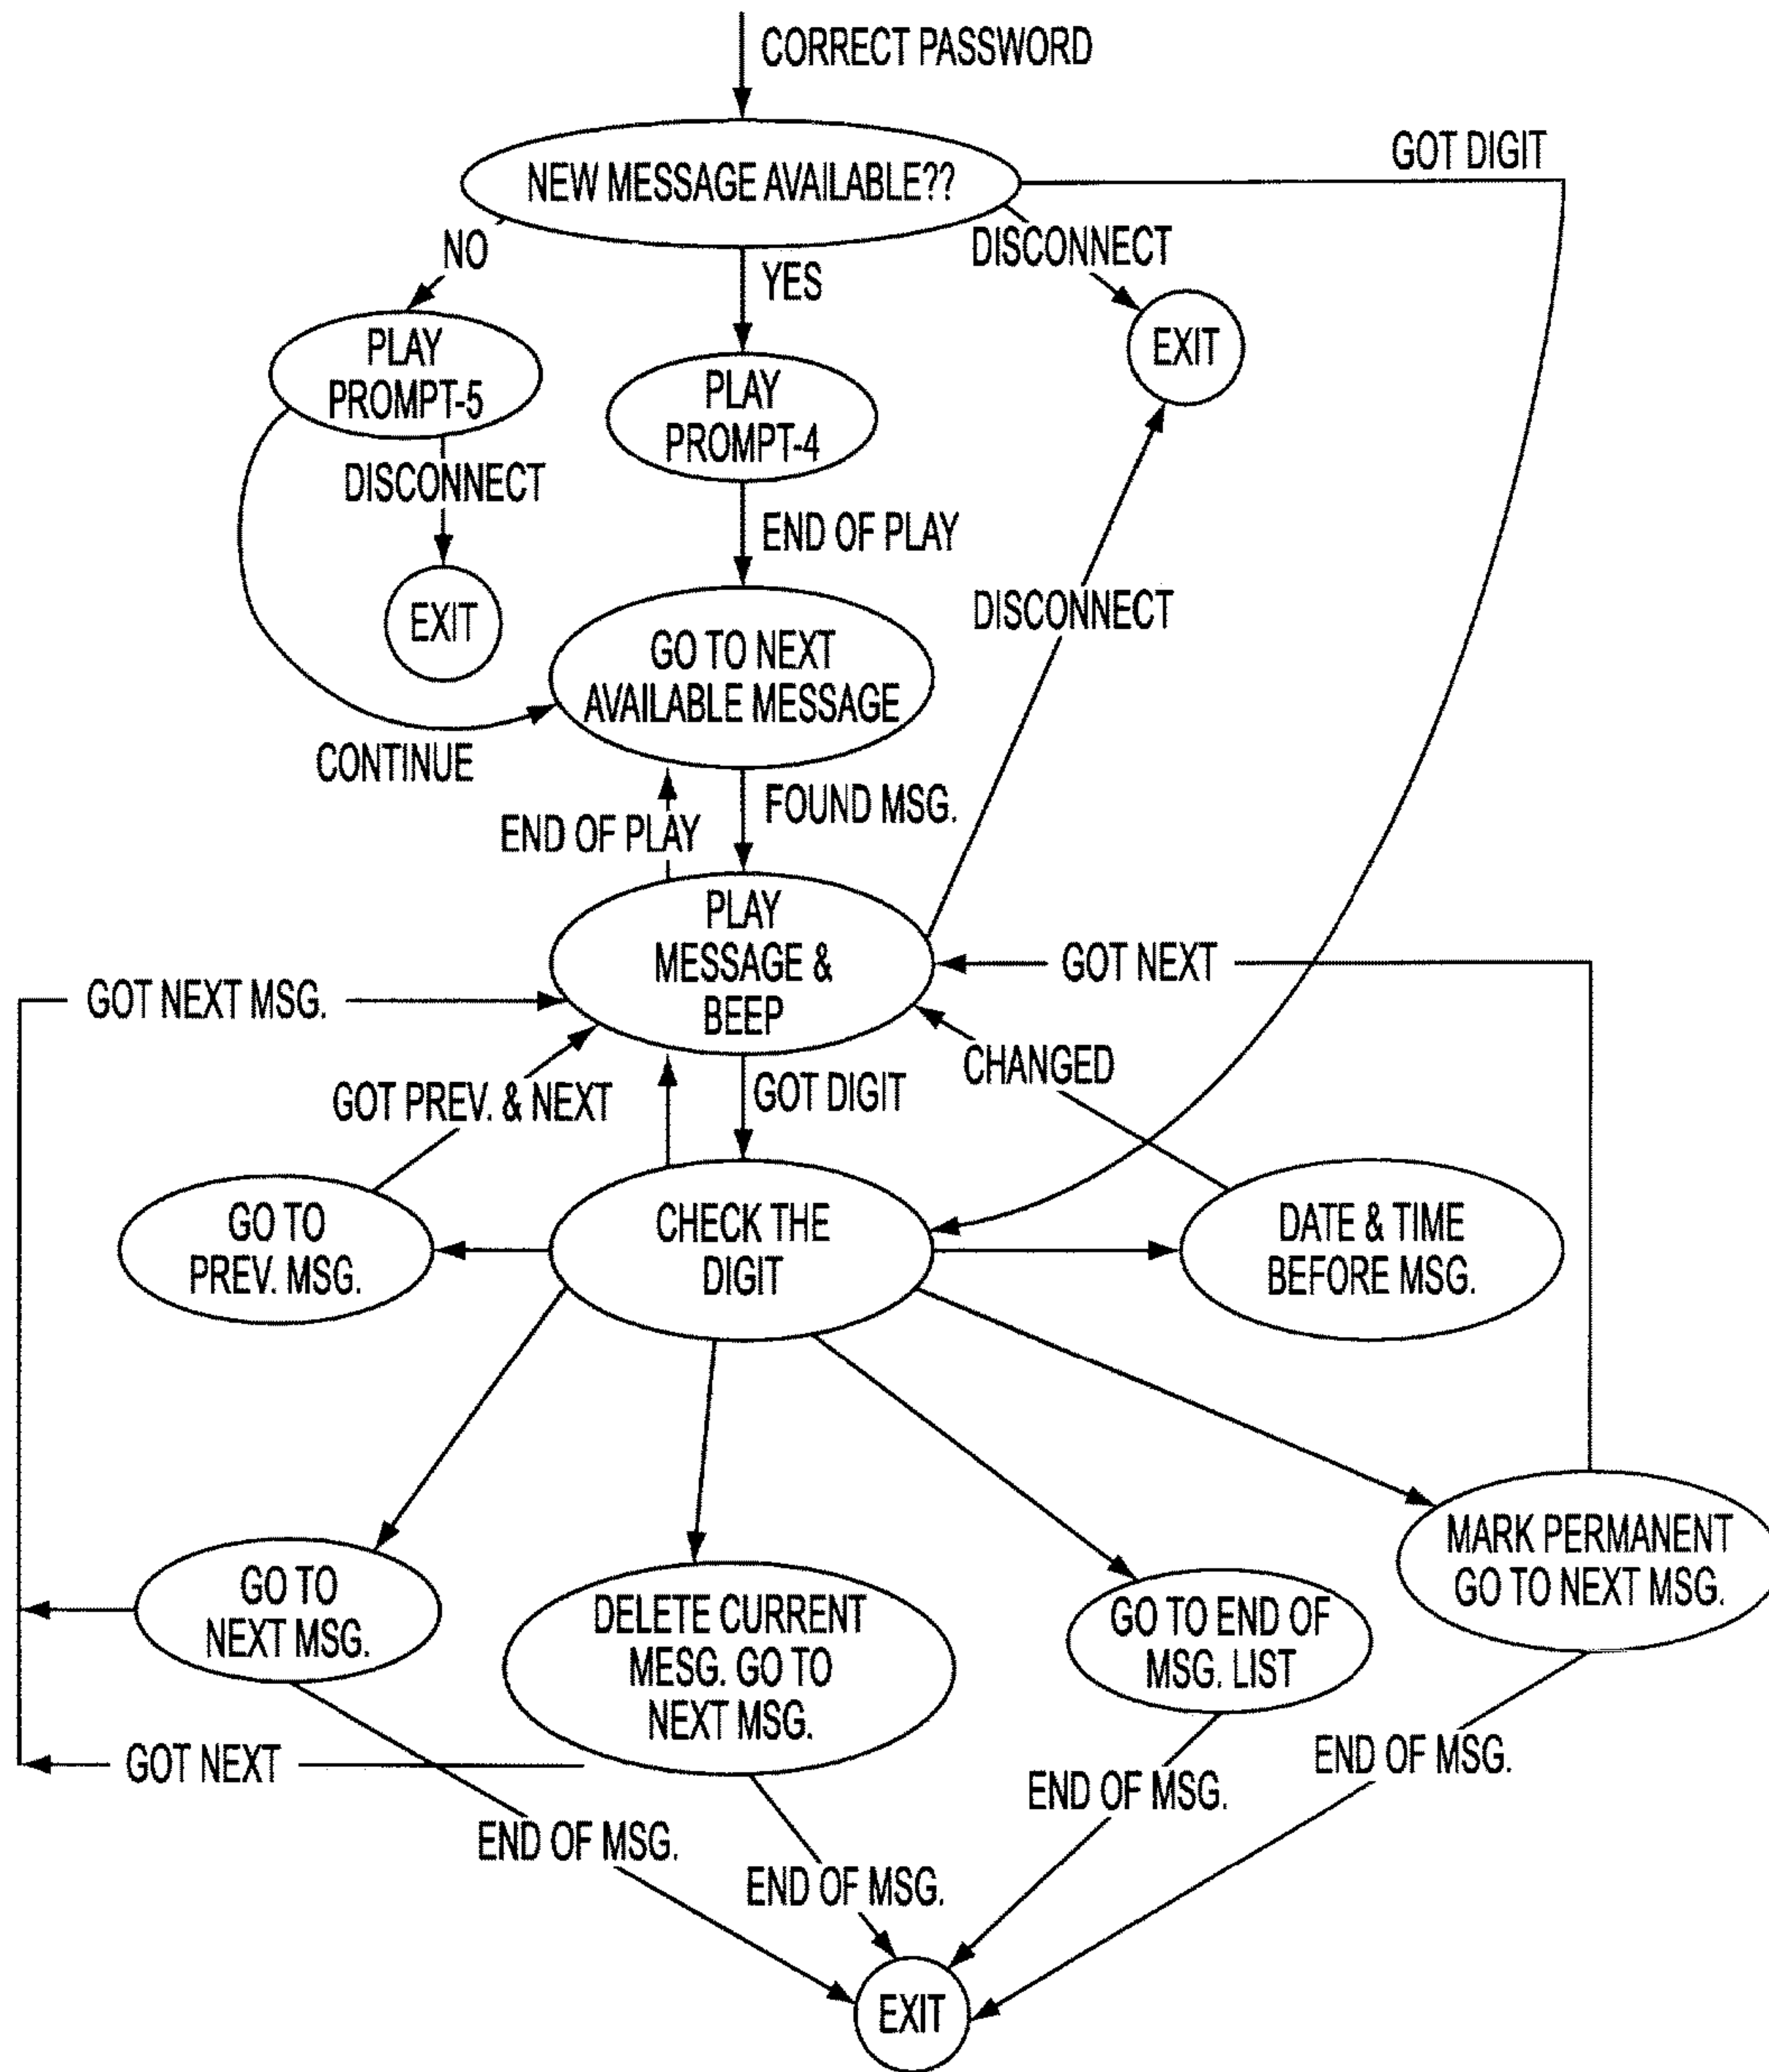 CORRECT PASSWORD
GOT DIGIT
NEW MESSAGE AVAILABLE??
NO
YES
DISCONNECT
EXIT
PLAY
PROMPT-5
PLAY
PROMPT-4
DISCONNECT
END OF PLAY
EXIT
DISCONNECT
GO TO NEXT
AVAILABLE MESSAGE
CONTINUE
FOUND MSG.
END OF PLAY
PLAY
MESSAGE &
BEEP
GOT NEXT
GOT NEXT MSG.
CHANGED
GOT PREV. & NEXT
GOT DIGIT
GO TO
PREV. MSG.
CHECK THE
DIGIT
DATE & TIME
BEFORE MSG.
MARK PERMANENT
GO TO NEXT MSG.
GO TO
NEXT MSG.
DELETE CURRENT
MESG. GO TO
NEXT MSG.
GO TO END OF
MSG. LIST
GOT NEXT
END OF MSG.
END OF MSG.
END OF MSG.
END OF MSG.
EXIT